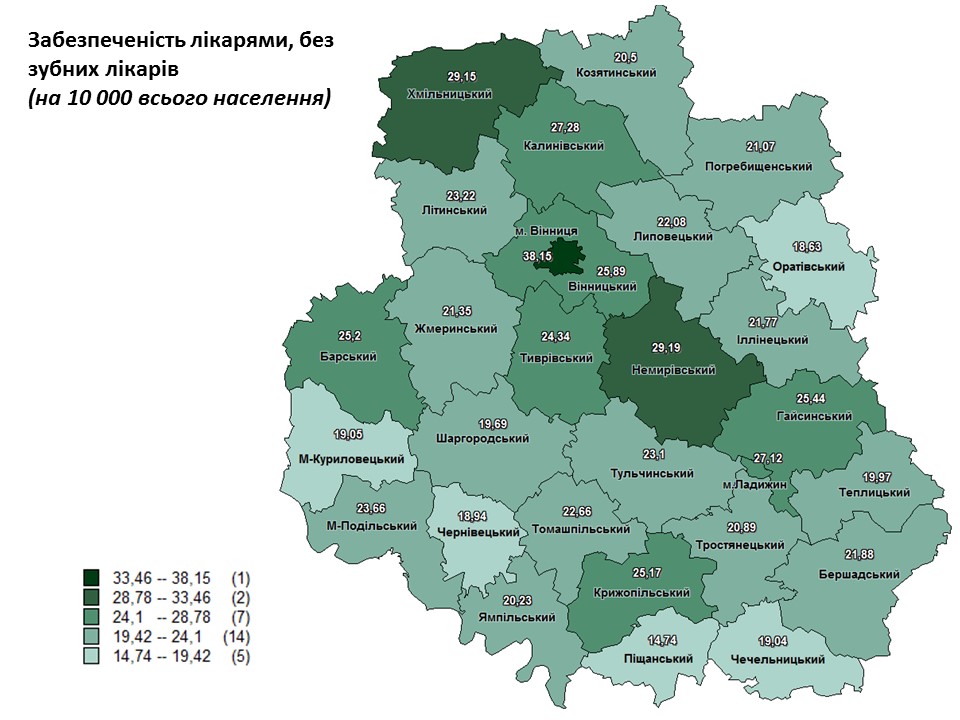 Забезпеченість лікарями, без
зубних лікарів
(на 10 000 всього населення)
20,5
Козятинський
29,15
Хмільницький
27,28
Калинівський
21,07
Погребищенський
23,22
Літинський
22,08
Липовецький
м. Вінниця
38,15
18,63
Оратівський
25,89
Вінницький
21,35
Жмеринський
21,77
Іллінецький
25,2
Барський
24,34
Тиврівський
29,19
Немирівський
25,44
Гайсинський
19,69
Шаргородський
19,05
М-Куриловецький
23,1
Тульчинський
27,12
м.Ладижин
19,97
Теплицький
23,66
М-Подільський
18,94
Чернівецький
22,66
Томашпільський
20,89
Тростянецький
21,88
Бершадський
25,17
Крижопільський
20,23
Ямпільський
14,74
Піщанський
19,04
Чечельницький
33,46 -- 38,15 (1)
28,78 -- 33,46 (2)
24,1 -- 28,78 (7)
19,42 -- 24,1 (14)
14,74 -- 19,42 (5)